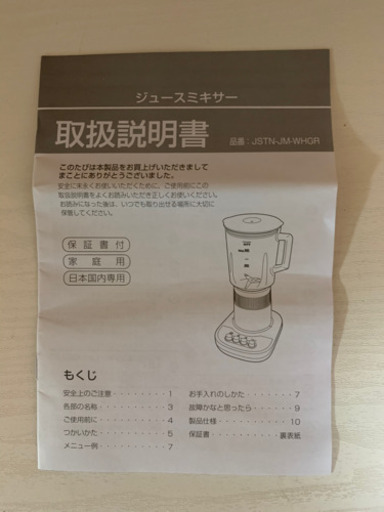 ジュースミキサー
取扱説明書
品番：JSTN-JM-WHGR
このたびは本製品をお買上げいただきまして
まことにありがとうございました。
安全に末永くお使いいただくために、ご使用前にこの
取扱説明書をよくお読みいただき正しくお使いください。
お読みになった後は、いつでも取り出せる場所に大切に
保管してください。
保証書付
家庭用
日本国内専用
もくじ
安全上のご注意・・・・・・・・1
各部の名称・・・・・・・・・・3
ご使用前に・・・・・・・・・・4
つかいかた・・・・・・・・・・5
メニュー例・・・・・・・・・・7
お手入れのしかた・・・・・・・7
故障かなと思ったら・・・・・・9
製品仕様・・・・・・・・・・10
保証書・・・・・・・・・裏表紙